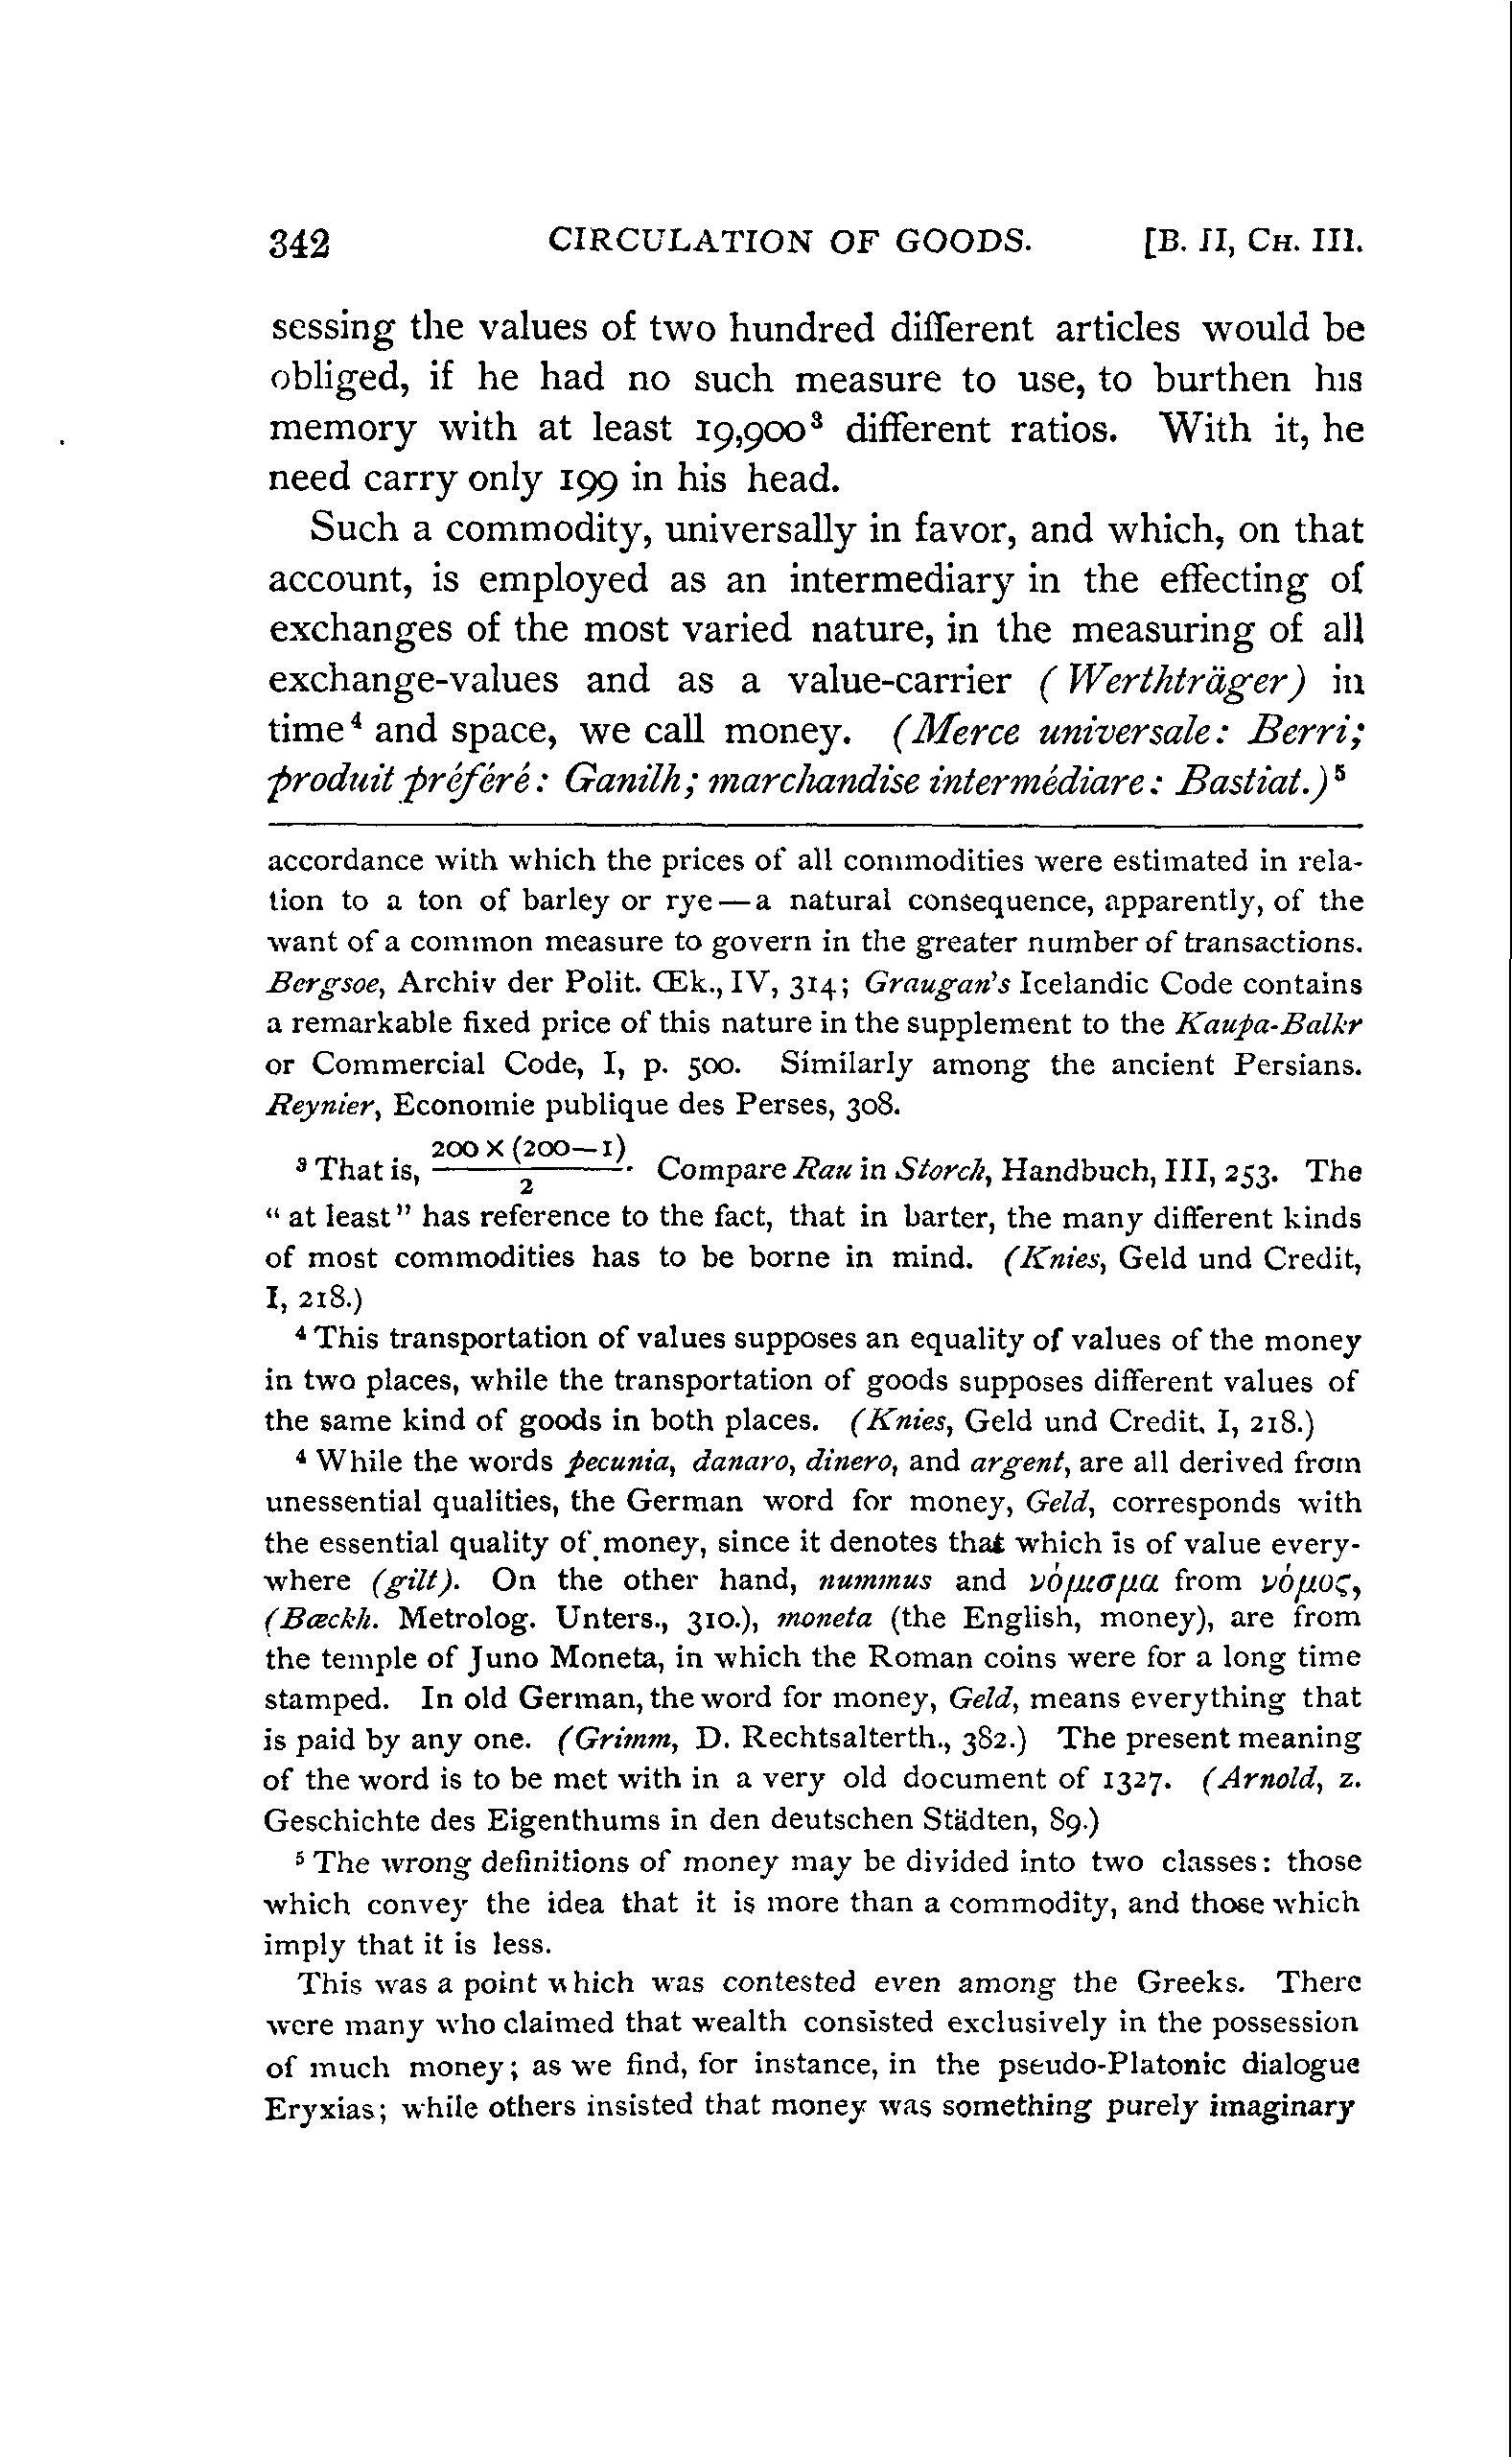 342 CIRCULATION OF GOODS. [B. II, CH. III.
sessing the values of two hundred different articles would be
obliged, if he had no such measure to use, to burthen his
memory with at least 19,900³ different ratios. With it, he
need carry only 199 in his head.
Such a commodity, universally in favor, and which, on that
account, is employed as an intermediary in the effecting of
exchanges of the most varied nature, in the measuring of all
exchange-values and as a value-carrier (Werthträger) in
time⁴ and space, we call money. (Merce universale: Berri;
produit préféré: Ganilh; marchandise intermédiare: Bastiat.)⁵
accordance with which the prices of all commodities were estimated in rela-
tion to a ton of barley or rye—a natural consequence, apparently, of the
want of a common measure to govern in the greater number of transactions.
Bergsoe, Archiv der Polit. Œk., IV, 314; Graugan's Icelandic Code contains
a remarkable fixed price of this nature in the supplement to the Kaupa-Balkr
or Commercial Code, I, p. 500. Similarly among the ancient Persians.
Reynier, Economie publique des Perses, 308.
³ That is, 200 × (200—1) / 2. Compare Rau in Storch, Handbuch, III, 253. The
"at least" has reference to the fact, that in barter, the many different kinds
of most commodities has to be borne in mind. (Knies, Geld und Credit,
I, 218.)
⁴ This transportation of values supposes an equality of values of the money
in two places, while the transportation of goods supposes different values of
the same kind of goods in both places. (Knies, Geld und Credit, I, 218.)
⁴ While the words pecunia, danaro, dinero, and argent, are all derived from
unessential qualities, the German word for money, Geld, corresponds with
the essential quality of money, since it denotes that which is of value every-
where (gilt). On the other hand, nummus and νόμισμα from νόμος,
(Bœckh. Metrolog. Unters., 310.), moneta (the English, money), are from
the temple of Juno Moneta, in which the Roman coins were for a long time
stamped. In old German, the word for money, Geld, means everything that
is paid by any one. (Grimm, D. Rechtsalterth., 382.) The present meaning
of the word is to be met with in a very old document of 1327. (Arnold, z.
Geschichte des Eigenthums in den deutschen Städten, 89.)
⁵ The wrong definitions of money may be divided into two classes: those
which convey the idea that it is more than a commodity, and those which
imply that it is less.
This was a point which was contested even among the Greeks. There
were many who claimed that wealth consisted exclusively in the possession
of much money; as we find, for instance, in the pseudo-Platonic dialogue
Eryxias; while others insisted that money was something purely imaginary